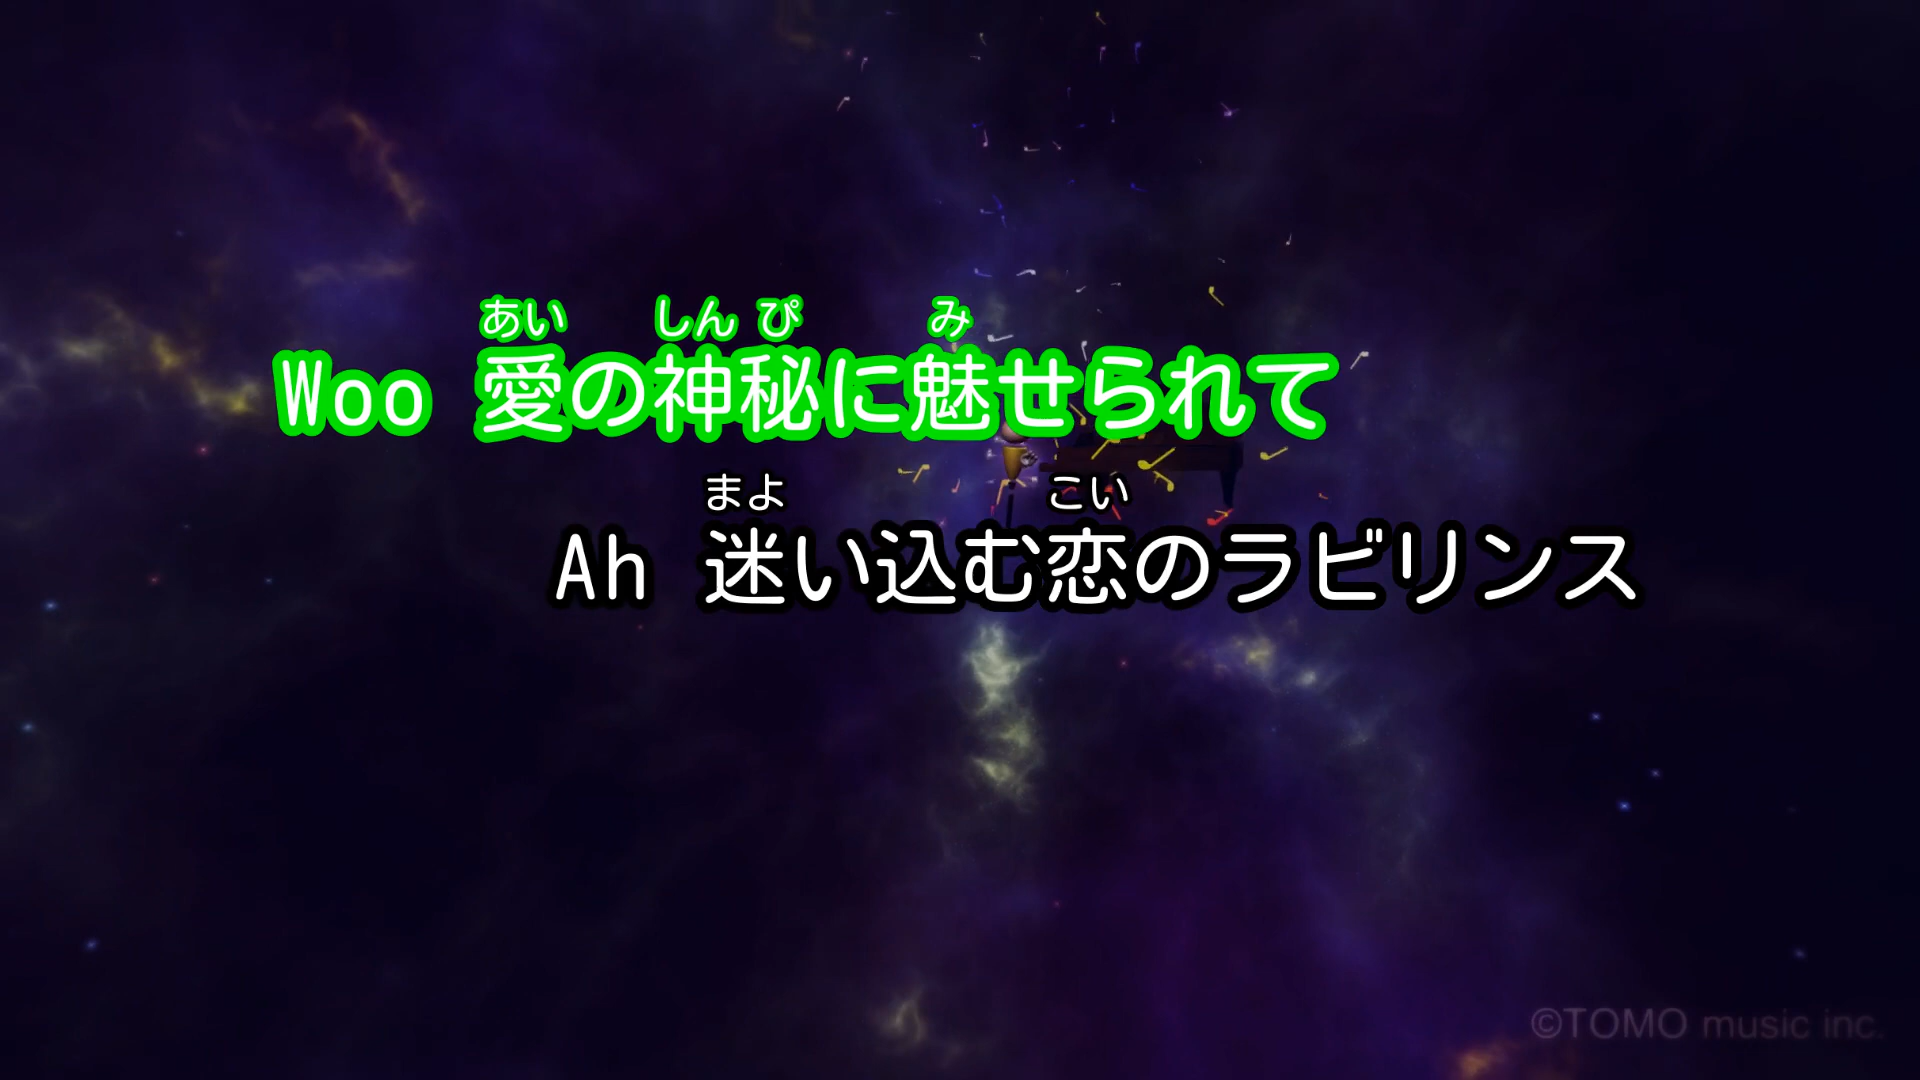 あい しん ぴ み
Woo 愛の神秘に魅せられて
まよ こい
Ah 迷い込む恋のラビリンス
©TOMO music inc.